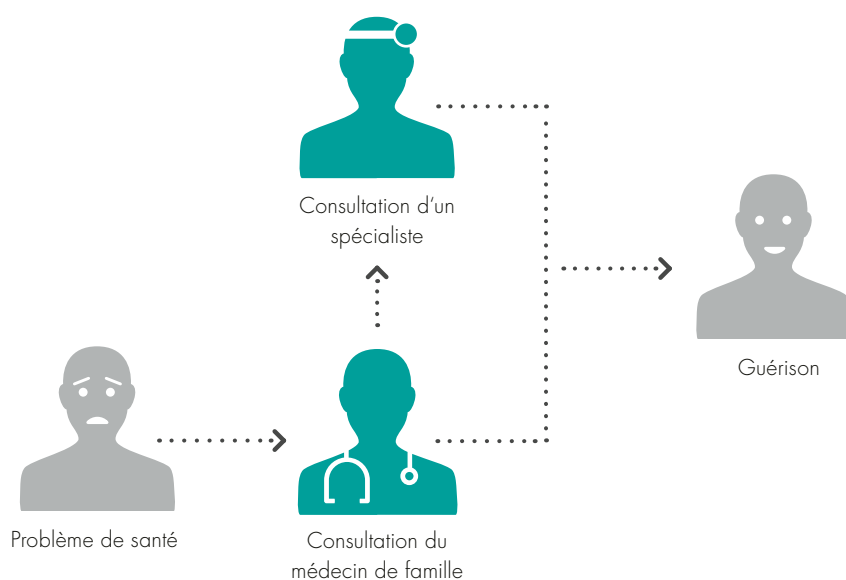 Consultation d‘un
spécialiste
Guérison
Problème de santé
Consultation du
médecin de famille